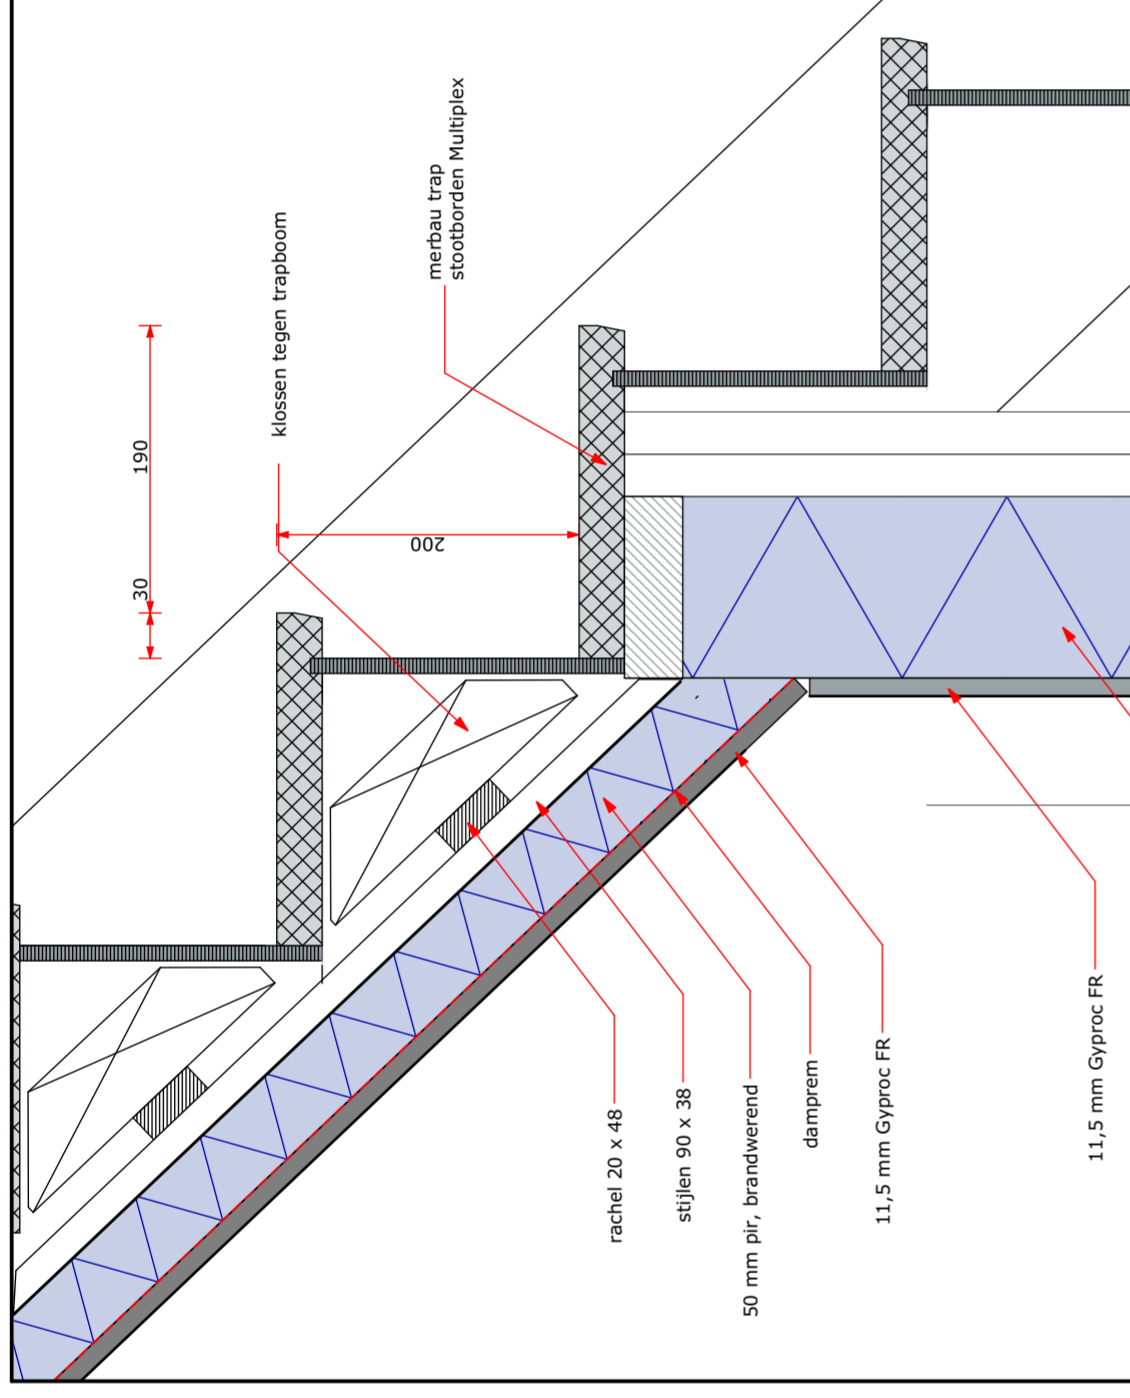 190
30
klossen tegen trapboom
merbau trap
stootborden Multiplex
200
rachel 20 x 48
stijlen 90 x 38
50 mm pir, brandwerend
damprem
11,5 mm Gyproc FR
11,5 mm Gyproc FR